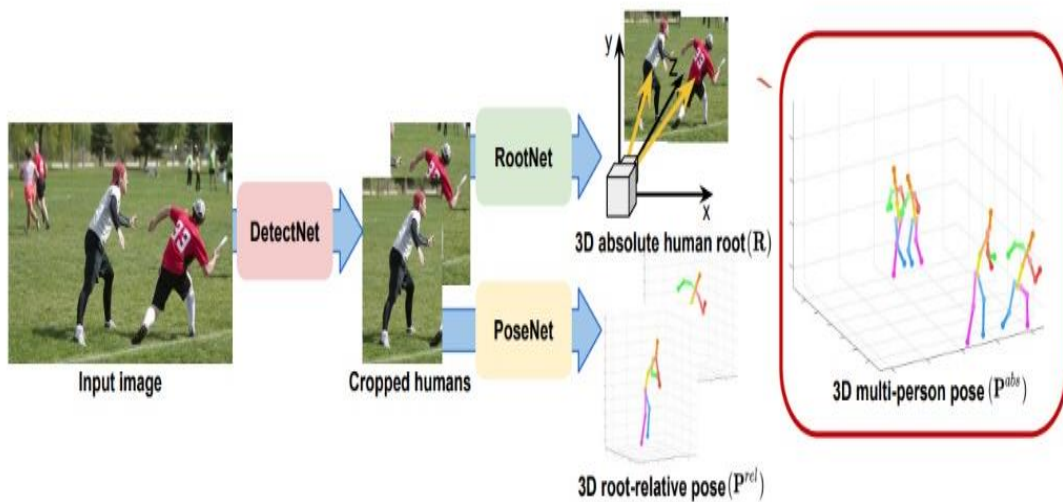 Input image
DetectNet
Cropped humans
RootNet
PoseNet
y
z
x
3D absolute human root (R)
3D root-relative pose (P^rel)
3D multi-person pose (P^abs)
33